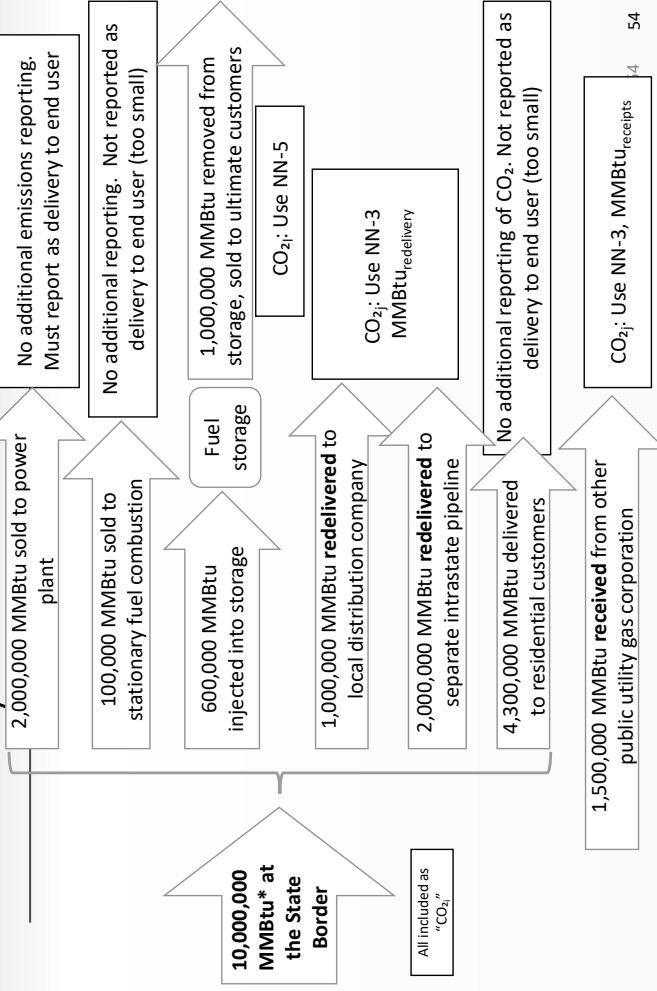 10,000,000
MMBtu* at
the State
Border
All included as
"CO₂ᵢ"
2,000,000 MMBtu sold to power
plant
No additional emissions reporting.
Must report as delivery to end user
100,000 MMBtu sold to
stationary fuel combustion
No additional reporting. Not reported as
delivery to end user (too small)
600,000 MMBtu
injected into storage
Fuel
storage
1,000,000 MMBtu removed from
storage, sold to ultimate customers
CO₂ₗ: Use NN-5
1,000,000 MMBtu redelivered to
local distribution company
2,000,000 MMBtu redelivered to
separate intrastate pipeline
CO₂ⱼ: Use NN-3
MMBtu redelivery
4,300,000 MMBtu delivered
to residential customers
No additional reporting of CO₂. Not reported as
delivery to end user (too small)
1,500,000 MMBtu received from other
public utility gas corporation
CO₂ⱼ: Use NN-3, MMBtu receipts
54
54